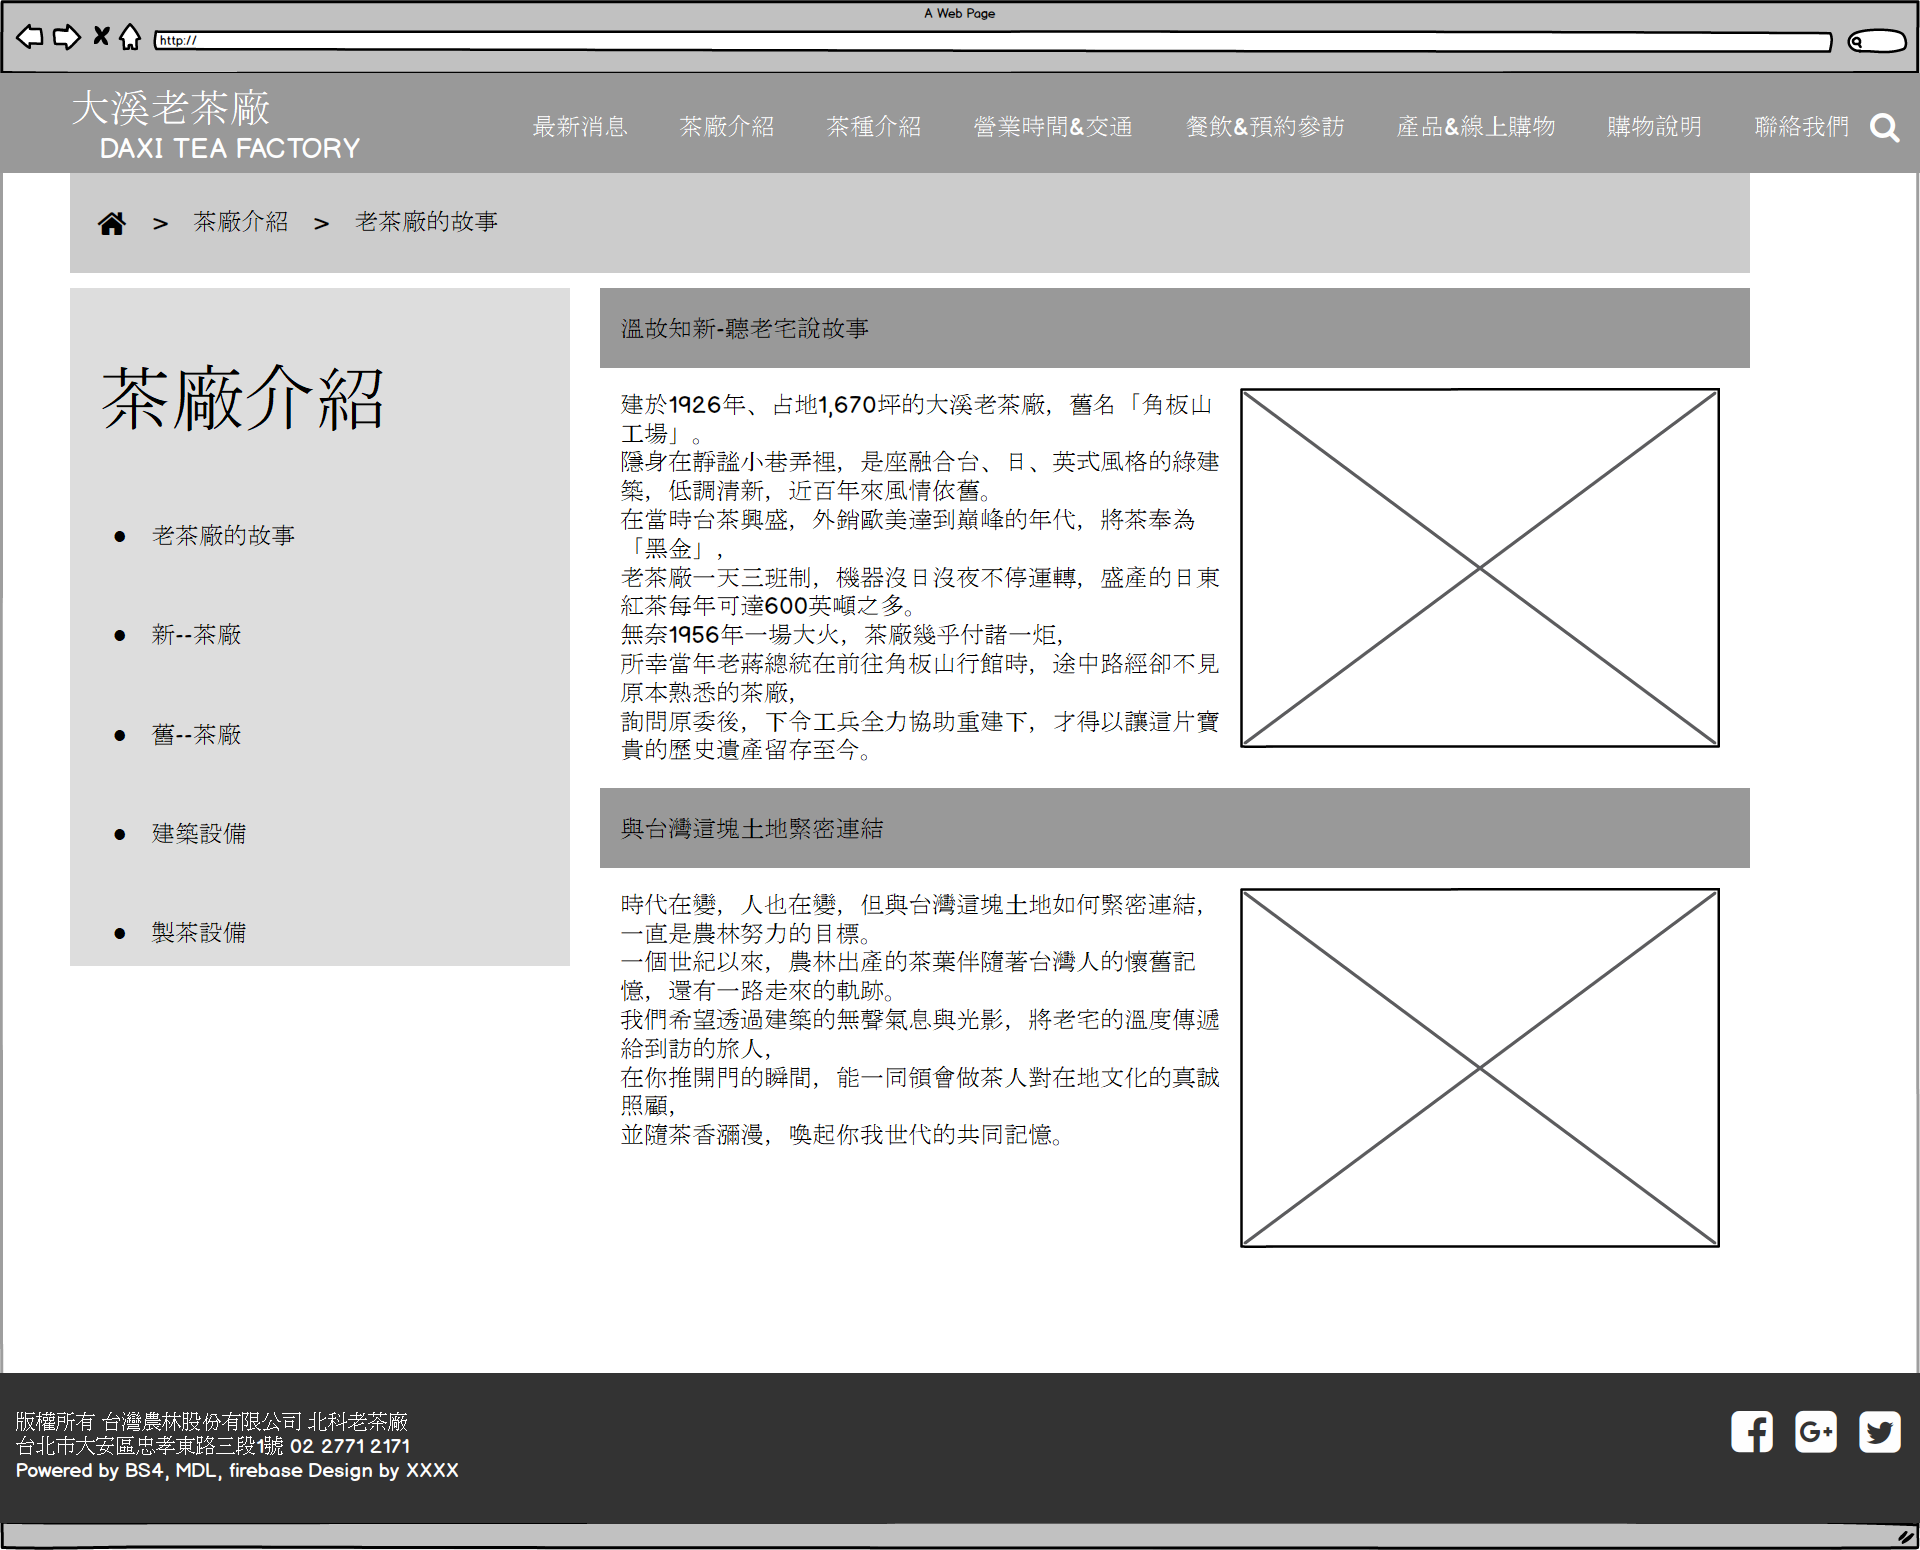 A Web Page
http://
大溪老茶廠
DAXI TEA FACTORY
最新消息 茶廠介紹 茶種介紹 營業時間&交通 餐飲&預約參訪 產品&線上購物 購物說明 聯絡我們
> 茶廠介紹 > 老茶廠的故事
茶廠介紹
● 老茶廠的故事
● 新--茶廠
● 舊--茶廠
● 建築設備
● 製茶設備
溫故知新-聽老宅說故事
建於1926年、占地1,670坪的大溪老茶廠，舊名「角板山
工場」。
隱身在靜謐小巷弄裡，是座融合台、日、英式風格的綠建
築，低調清新，近百年來風情依舊。
在當時台茶興盛，外銷歐美達到巔峰的年代，將茶奉為
「黑金」，
老茶廠一天三班制，機器沒日沒夜不停運轉，盛產的日東
紅茶每年可達600英噸之多。
無奈1956年一場大火，茶廠幾乎付諸一炬，
所幸當年老蔣總統在前往角板山行館時，途中路經卻不見
原本熟悉的茶廠，
詢問原委後，下令工兵全力協助重建下，才得以讓這片寶
貴的歷史遺產留存至今。
與台灣這塊土地緊密連結
時代在變，人也在變，但與台灣這塊土地如何緊密連結，
一直是農林努力的目標。
一個世紀以來，農林出產的茶葉伴隨著台灣人的懷舊記
憶，還有一路走來的軌跡。
我們希望透過建築的無聲氣息與光影，將老宅的溫度傳遞
給到訪的旅人，
在你推開門的瞬間，能一同領會做茶人對在地文化的真誠
照顧，
並隨茶香瀰漫，喚起你我世代的共同記憶。
版權所有 台灣農林股份有限公司 北科老茶廠
台北市大安區忠孝東路三段1號 02 2771 2171
Powered by BS4, MDL, firebase Design by XXXX